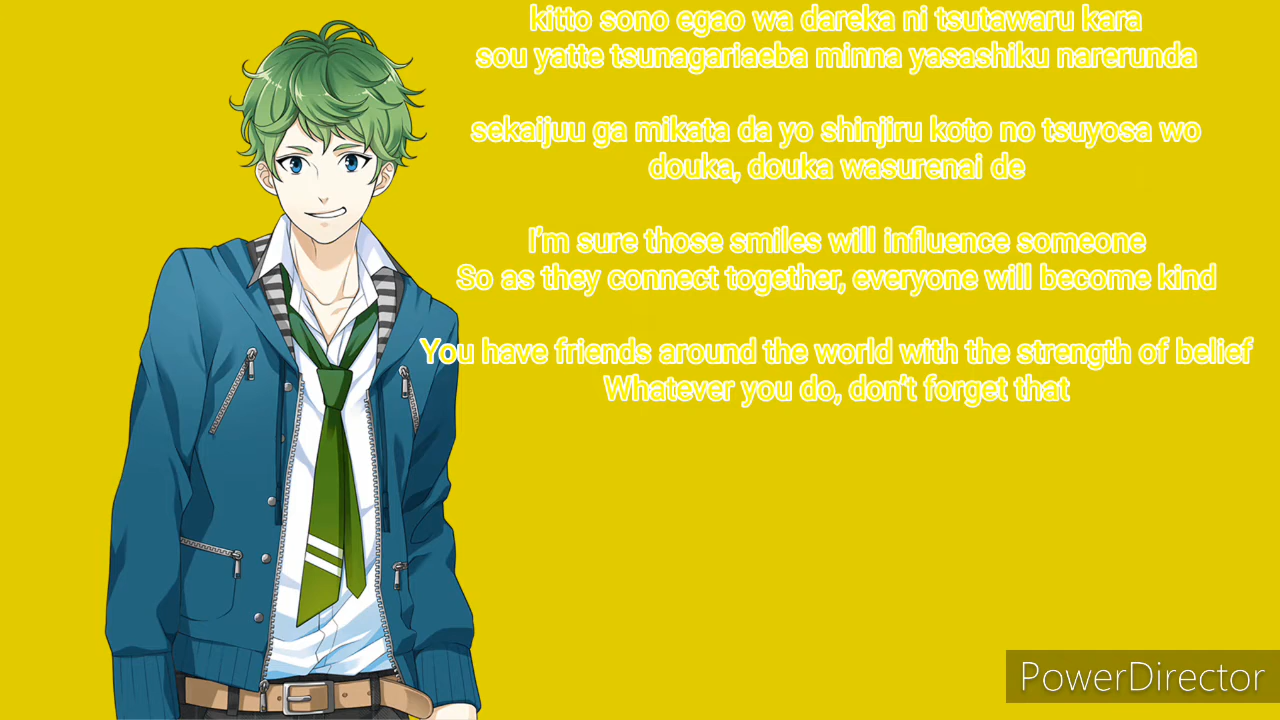 kitto sono egao wa dareka ni tsutawaru kara
sou yatte tsunagariaeba minna yasashiku narerunda
sekaijuu ga mikata da yo shinjiru koto no tsuyosa wo
douka, douka wasurenai de
I'm sure those smiles will influence someone
So as they connect together, everyone will become kind
You have friends around the world with the strength of belief
Whatever you do, don't forget that
PowerDirector